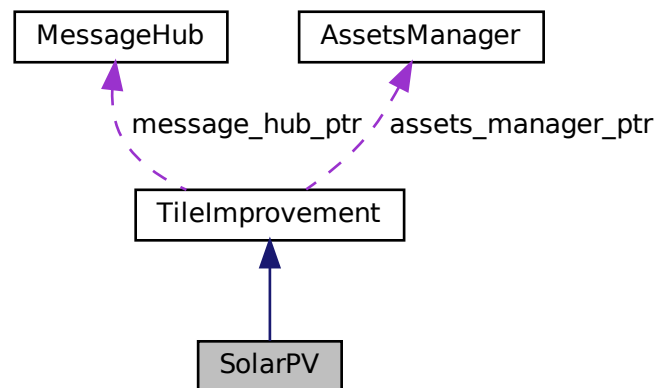 MessageHub
AssetsManager
message_hub_ptr
assets_manager_ptr
TileImprovement
SolarPV